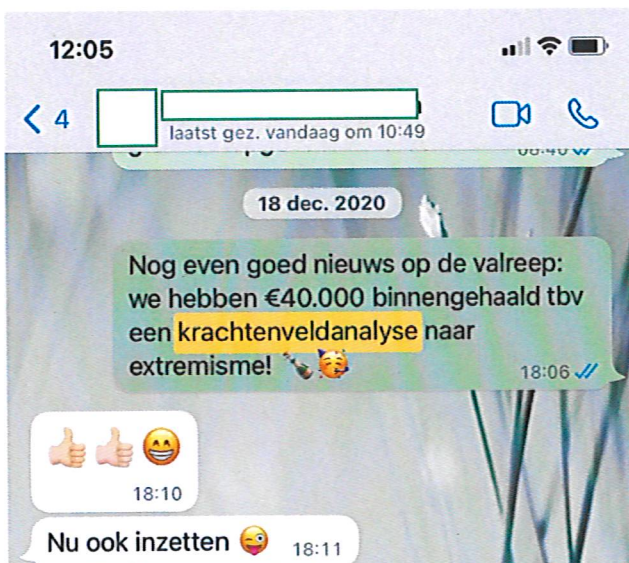 12:05
4
laatst gez. vandaag om 10:49
08:40
18 dec. 2020
Nog even goed nieuws op de valreep:
we hebben €40.000 binnengehaald tbv
een krachtenveldanalyse naar
extremisme! 🍾🥳
18:06
👍🏻👍🏻😁
18:10
Nu ook inzetten 😜
18:11